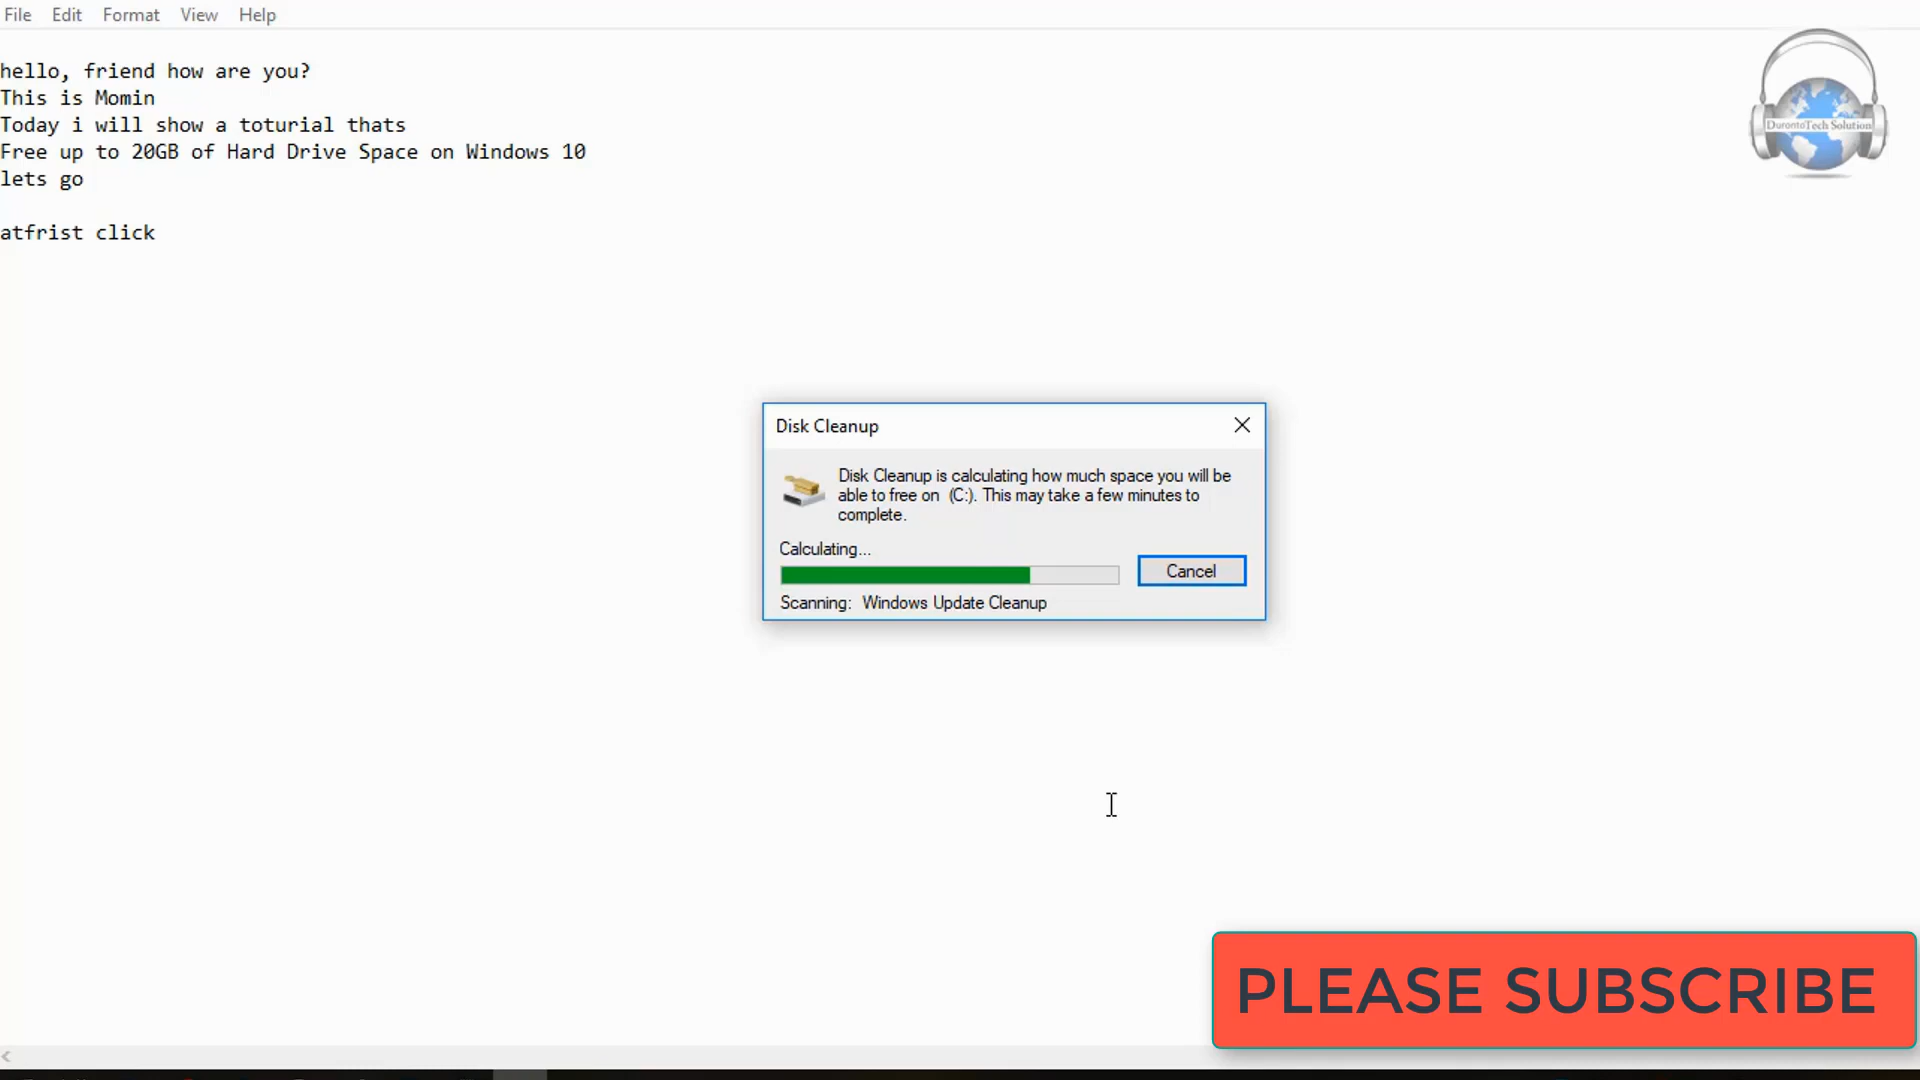 File Edit Format View Help
hello, friend how are you?
This is Momin
Today i will show a toturial thats
Free up to 20GB of Hard Drive Space on Windows 10
lets go
atfrist click
DurontoTech Solution
Disk Cleanup
Disk Cleanup is calculating how much space you will be
able to free on  (C:). This may take a few minutes to
complete.
Calculating...
Cancel
Scanning: Windows Update Cleanup
PLEASE SUBSCRIBE